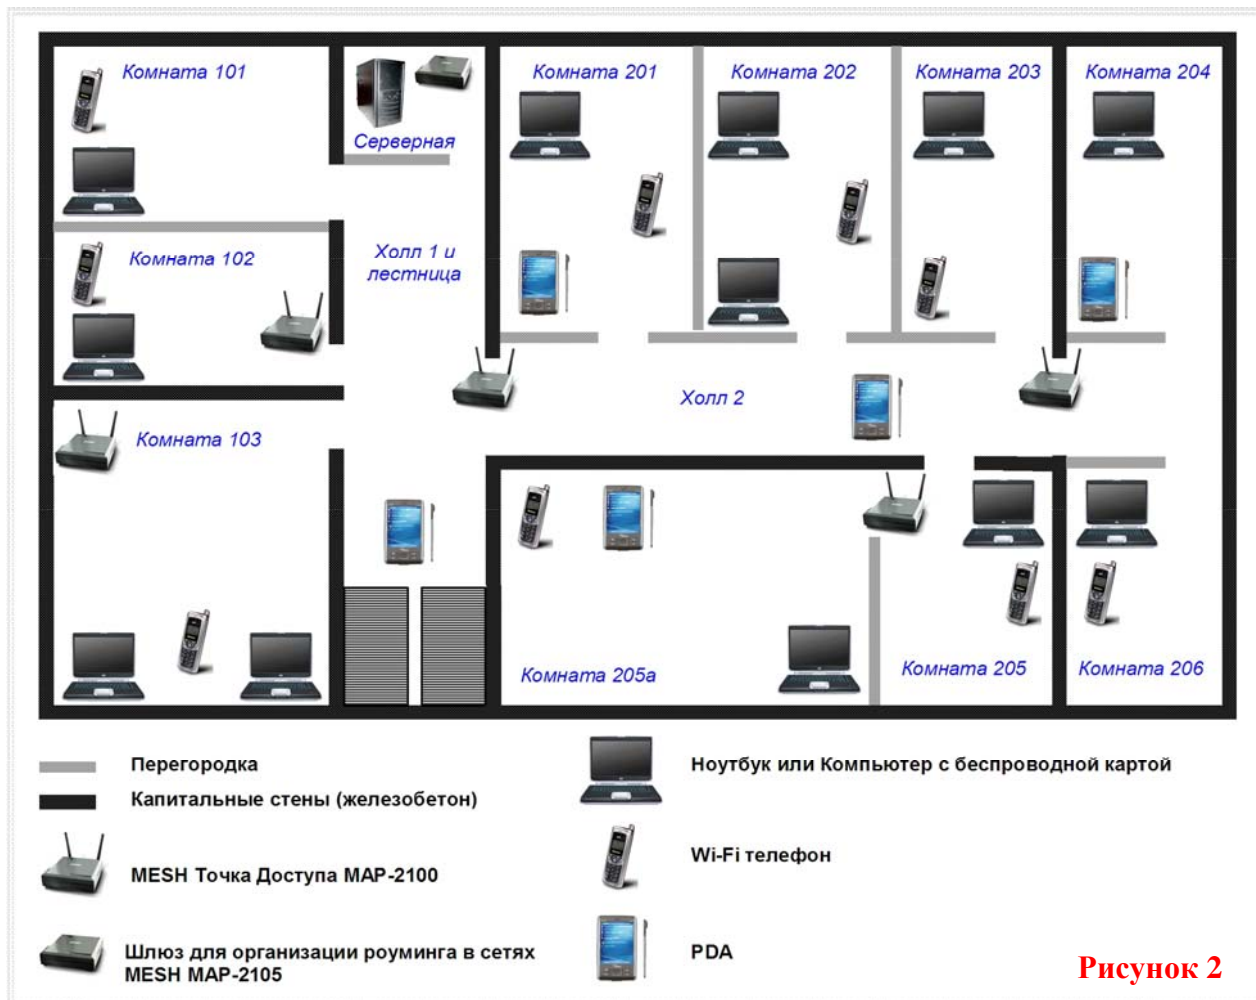 Комната 101
Серверная
Комната 201
Комната 202
Комната 203
Комната 204
Комната 102
Холл 1 и
лестница
Холл 2
Комната 103
Комната 205а
Комната 205
Комната 206
Перегородка
Капитальные стены (железобетон)
MESH Точка Доступа MAP-2100
Шлюз для организации роуминга в сетях
MESH MAP-2105
Ноутбук или Компьютер с беспроводной картой
Wi-Fi телефон
PDA
Рисунок 2